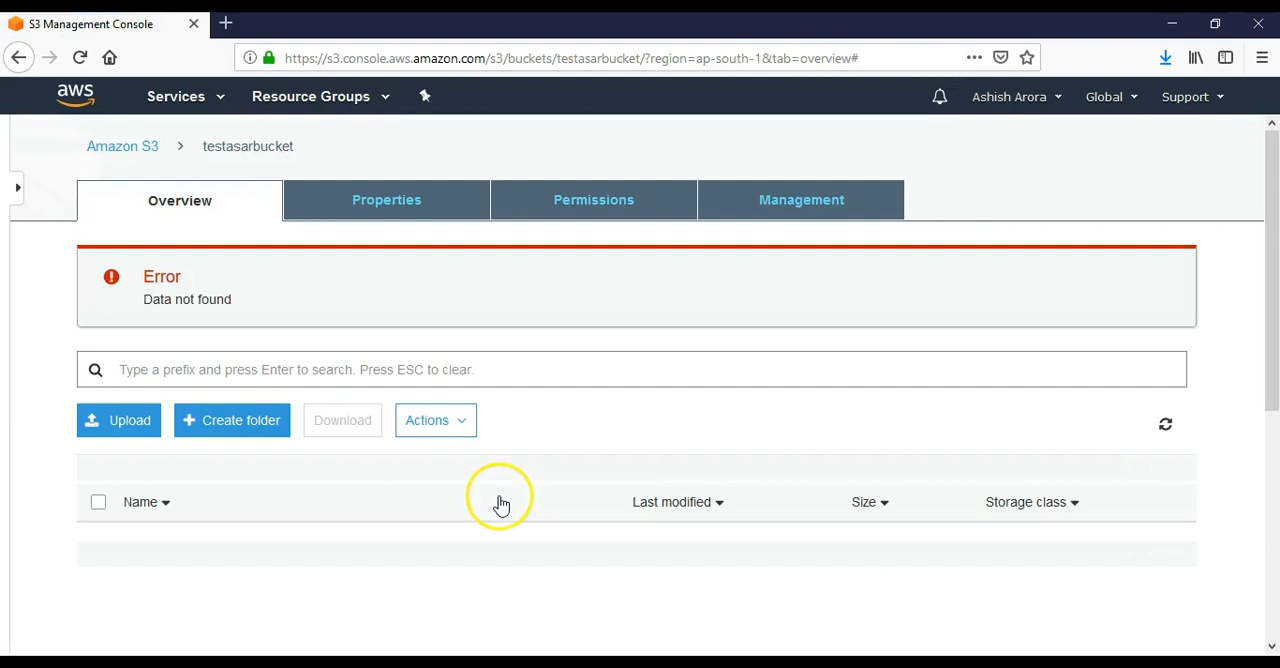 S3 Management Console
https://s3.console.aws.amazon.com/s3/buckets/testasarbucket/?region=ap-south-1&tab=overview#
aws Services Resource Groups Ashish Arora Global Support
Amazon S3 testasarbucket
Overview Properties Permissions Management
Error
Data not found
Type a prefix and press Enter to search. Press ESC to clear.
Upload Create folder Download Actions
Name Last modified Size Storage class